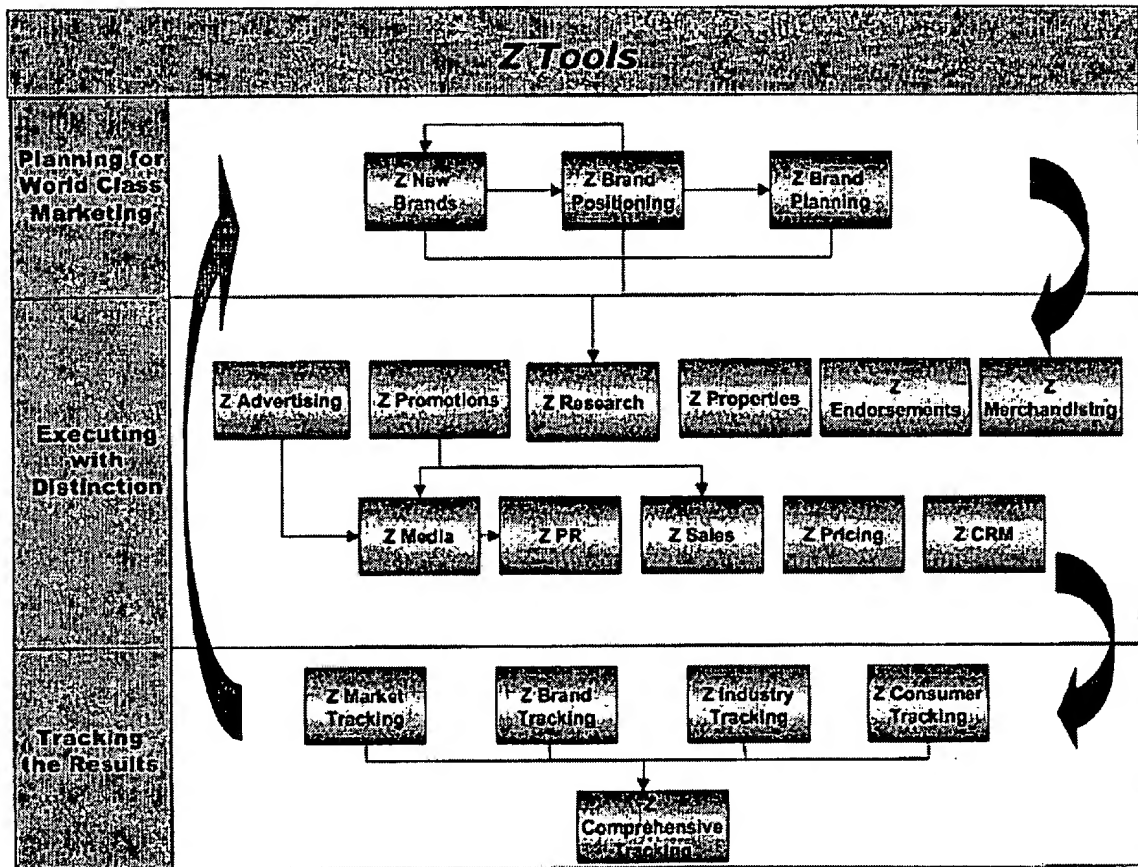 Z Tools
Planning for
World Class
Marketing
Z New
Brands
Z Brand
Positioning
Z Brand
Planning
Executing
with
Distinction
Z Advertising
Z Promotions
Z Research
Z Properties
Z
Endorsements
Z
Merchandising
Z Media
Z PR
Z Sales
Z Pricing
Z CRM
Tracking
the Results
Z Market
Tracking
Z Brand
Tracking
Z Industry
Tracking
Z Consumer
Tracking
Z
Comprehensive
Tracking